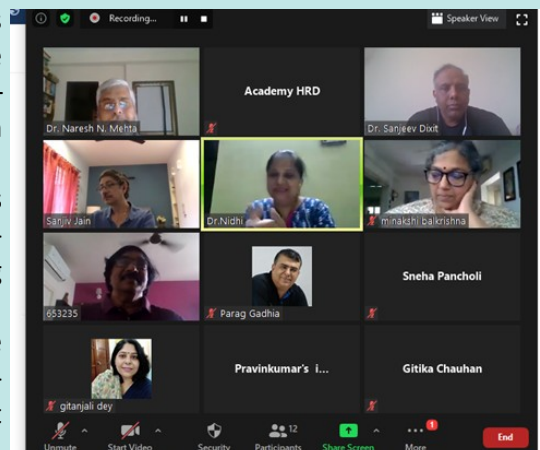 Recording...
Speaker View
Academy HRD
Dr. Naresh N. Mehta
Dr. Sanjeev Dixit
Sanjiv Jain
Dr.Nidhi
minakshi balkrishna
653235
Parag Gadhia
Sneha Pancholi
gitanjali dey
Pravinkumar's i...
Gitika Chauhan
12
1
Unmute
Start Video
Security
Participants
Share Screen
More
End